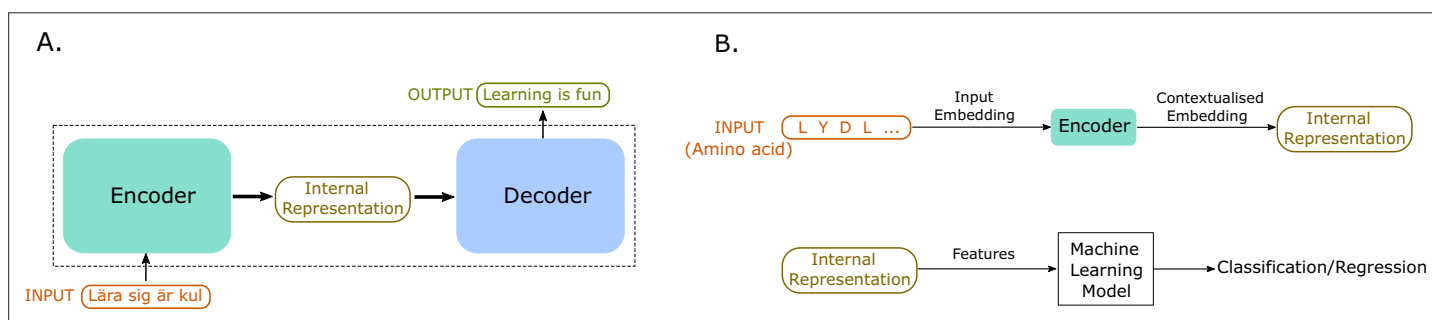 A.
OUTPUT Learning is fun
Encoder
Internal
Representation
Decoder
INPUT Lära sig är kul
B.
INPUT
(Amino acid)
L Y D L ...
Input
Embedding
Encoder
Contextualised
Embedding
Internal
Representation
Internal
Representation
Features
Machine
Learning
Model
Classification/Regression